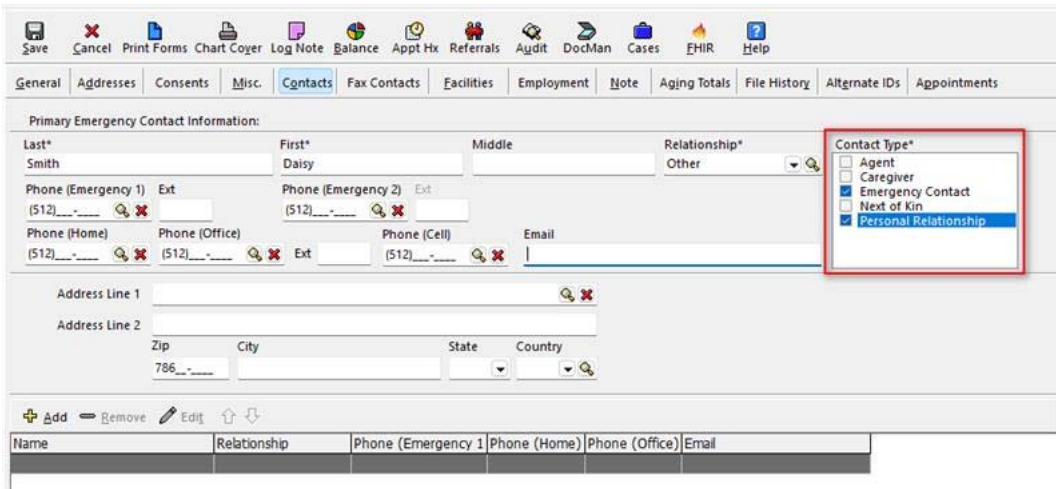 Save Cancel Print Forms Chart Cover Log Note Balance Appt Hx Referrals Audit DocMan Cases FHIR Help
General Addresses Consents Misc. Contacts Fax Contacts Facilities Employment Note Aging Totals File History Alternate IDs Appointments
Primary Emergency Contact Information:
Last* First* Middle Relationship* Contact Type*
Smith Daisy Other
Agent
Caregiver
Emergency Contact
Next of Kin
Personal Relationship
Phone (Emergency 1) Ext Phone (Emergency 2) Ext
(512)___-____ (512)___-____
Phone (Home) Phone (Office) Phone (Cell) Email
(512)___-____ (512)___-____ Ext (512)___-____
Address Line 1
Address Line 2
Zip City State Country
786__-____
Add Remove Edit
Name Relationship Phone (Emergency 1 Phone (Home) Phone (Office) Email